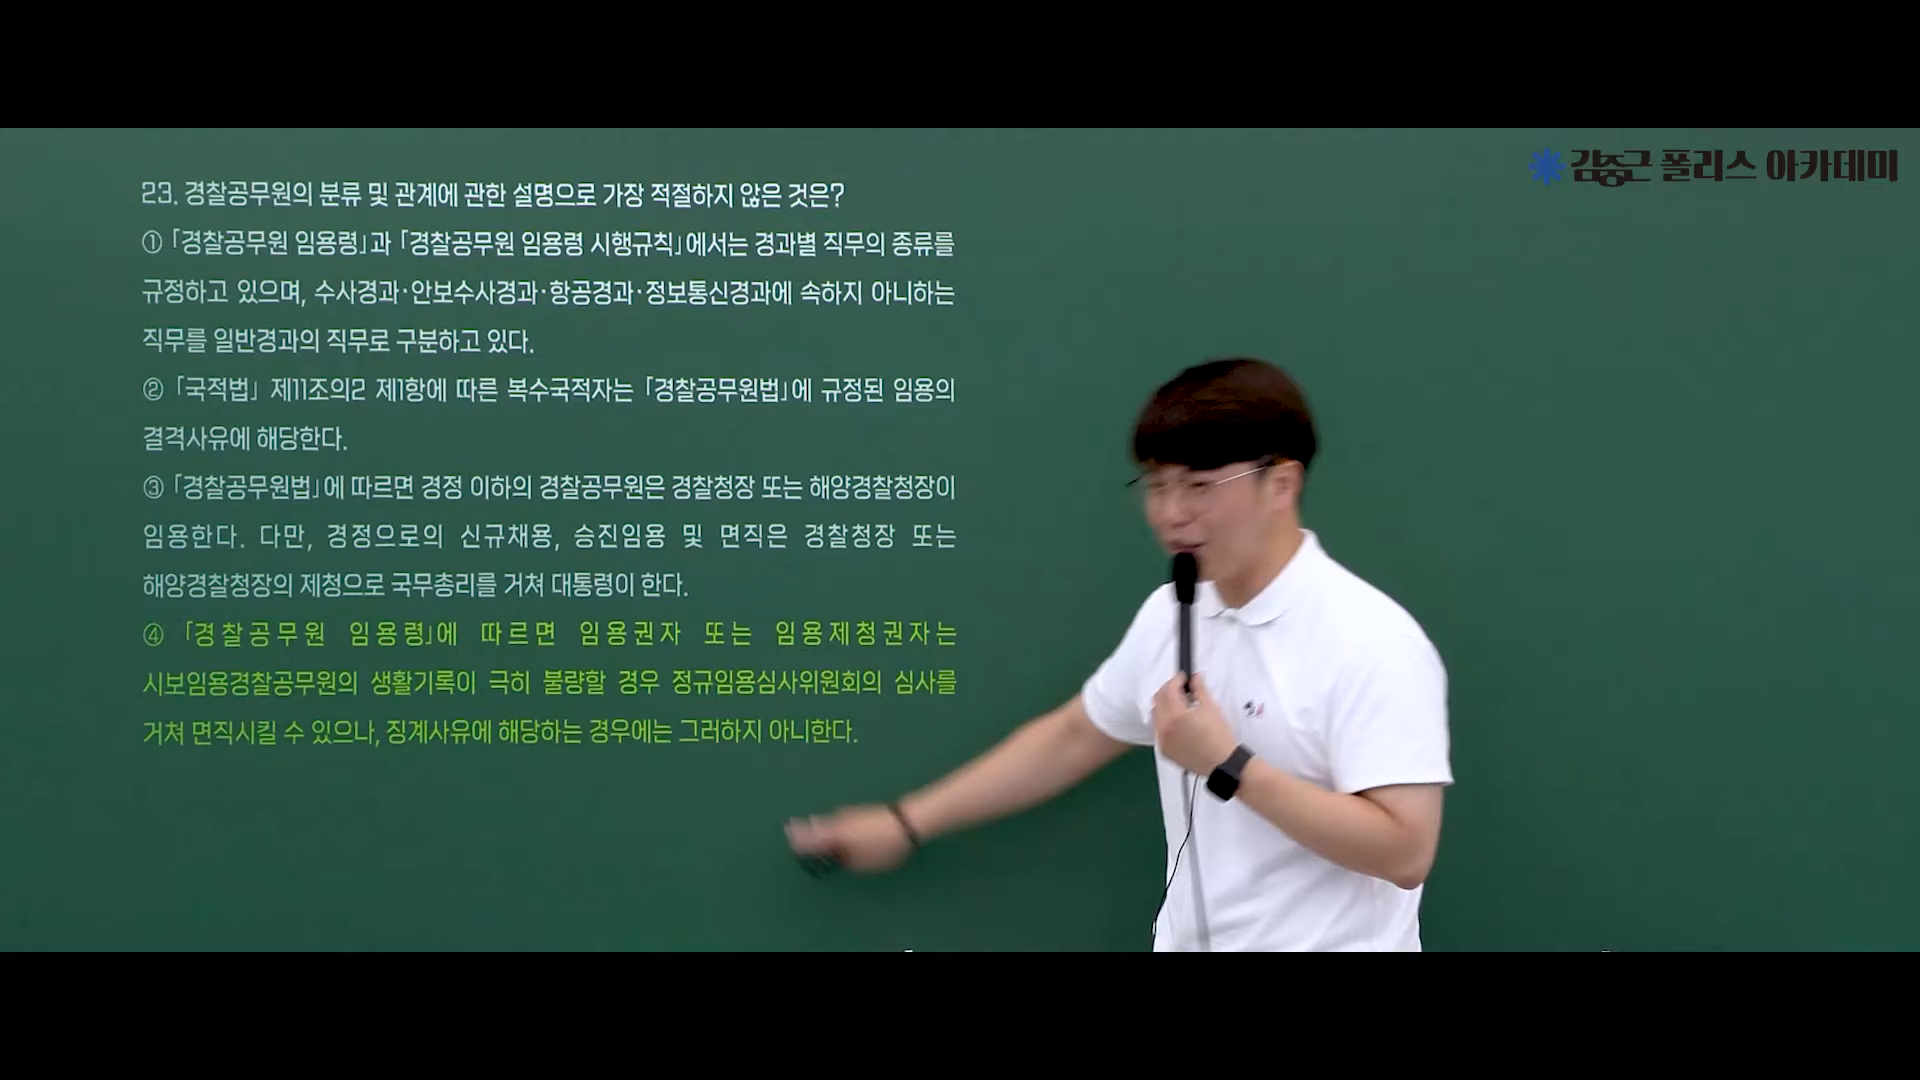 김중근 폴리스 아카데미
23. 경찰공무원의 분류 및 관계에 관한 설명으로 가장 적절하지 않은 것은?
① 「경찰공무원 임용령」과 「경찰공무원 임용령 시행규칙」에서는 경과별 직무의 종류를
규정하고 있으며, 수사경과·안보수사경과·항공경과·정보통신경과에 속하지 아니하는
직무를 일반경과의 직무로 구분하고 있다.
② 「국적법」 제11조의2 제1항에 따른 복수국적자는 「경찰공무원법」에 규정된 임용의
결격사유에 해당한다.
③ 「경찰공무원법」에 따르면 경정 이하의 경찰공무원은 경찰청장 또는 해양경찰청장이
임용한다. 다만, 경정으로의 신규채용, 승진임용 및 면직은 경찰청장 또는
해양경찰청장의 제청으로 국무총리를 거쳐 대통령이 한다.
④ 「경찰공무원 임용령」에 따르면 임용권자 또는 임용제청권자는
시보임용경찰공무원의 생활기록이 극히 불량할 경우 정규임용심사위원회의 심사를
거쳐 면직시킬 수 있으나, 징계사유에 해당하는 경우에는 그러하지 아니한다.